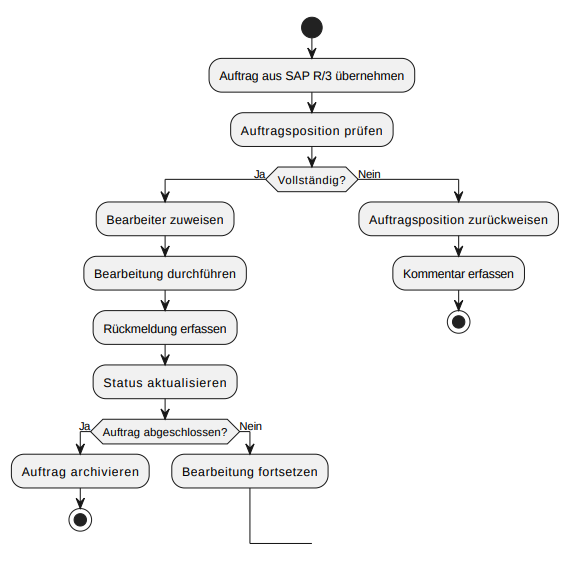 Auftrag aus SAP R/3 übernehmen
Auftragsposition prüfen
Ja
Vollständig?
Nein
Bearbeiter zuweisen
Auftragsposition zurückweisen
Bearbeitung durchführen
Kommentar erfassen
Rückmeldung erfassen
Status aktualisieren
Ja
Auftrag abgeschlossen?
Nein
Auftrag archivieren
Bearbeitung fortsetzen